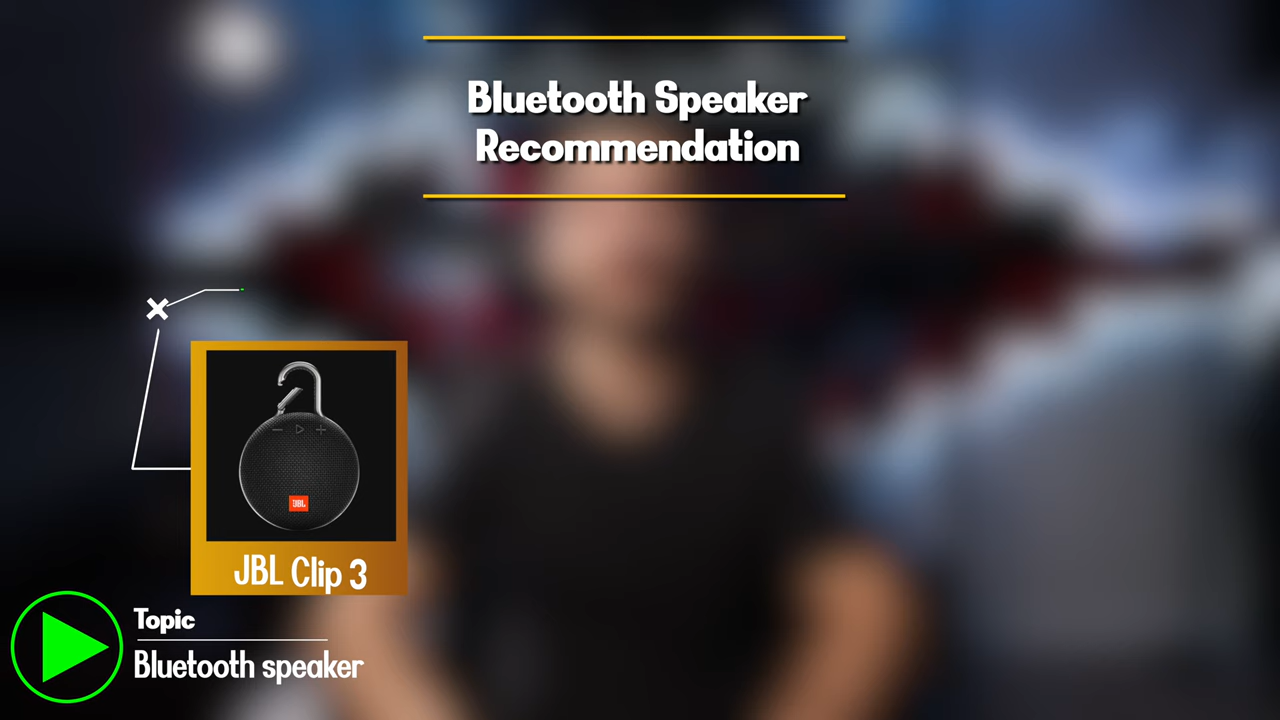 Bluetooth Speaker
Recommendation
JBL
JBL Clip 3
Topic
Bluetooth speaker